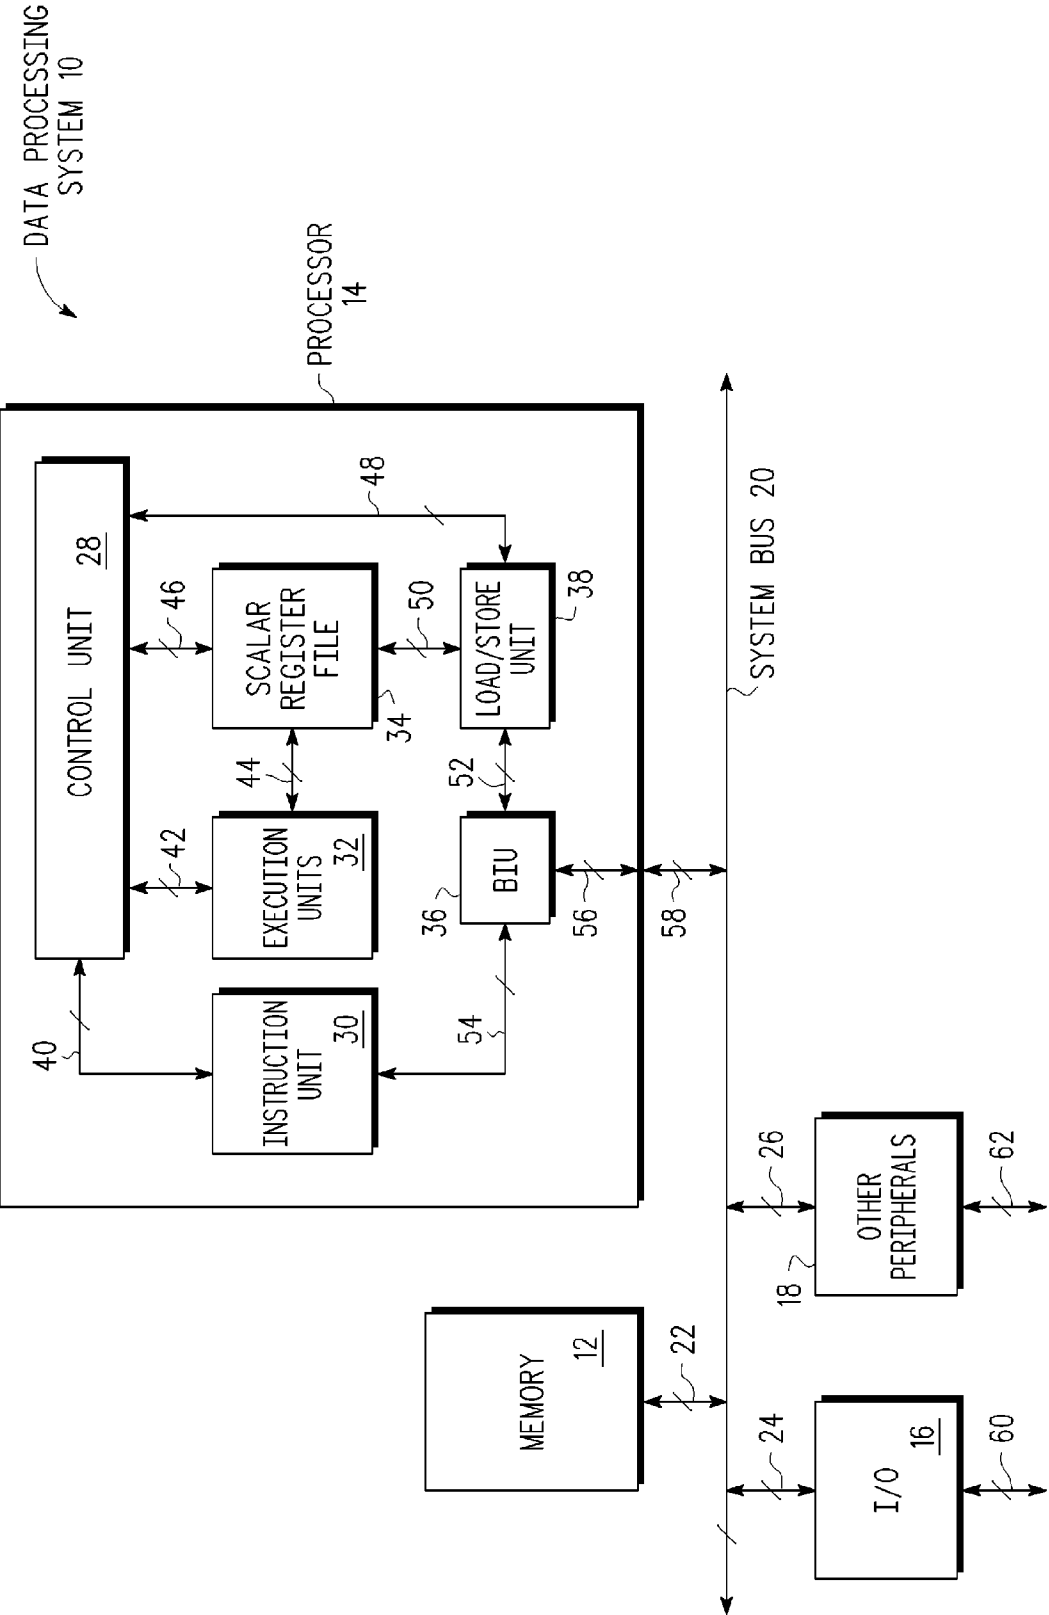 DATA PROCESSING
SYSTEM 10
PROCESSOR
14
CONTROL UNIT
28
40
42
46
48
INSTRUCTION
UNIT
30
EXECUTION
UNITS
32
44
SCALAR
REGISTER
FILE
34
50
54
36
BIU
52
LOAD/STORE
UNIT
38
56
58
MEMORY
12
22
SYSTEM BUS 20
24
26
I/O
16
18
OTHER
PERIPHERALS
60
62